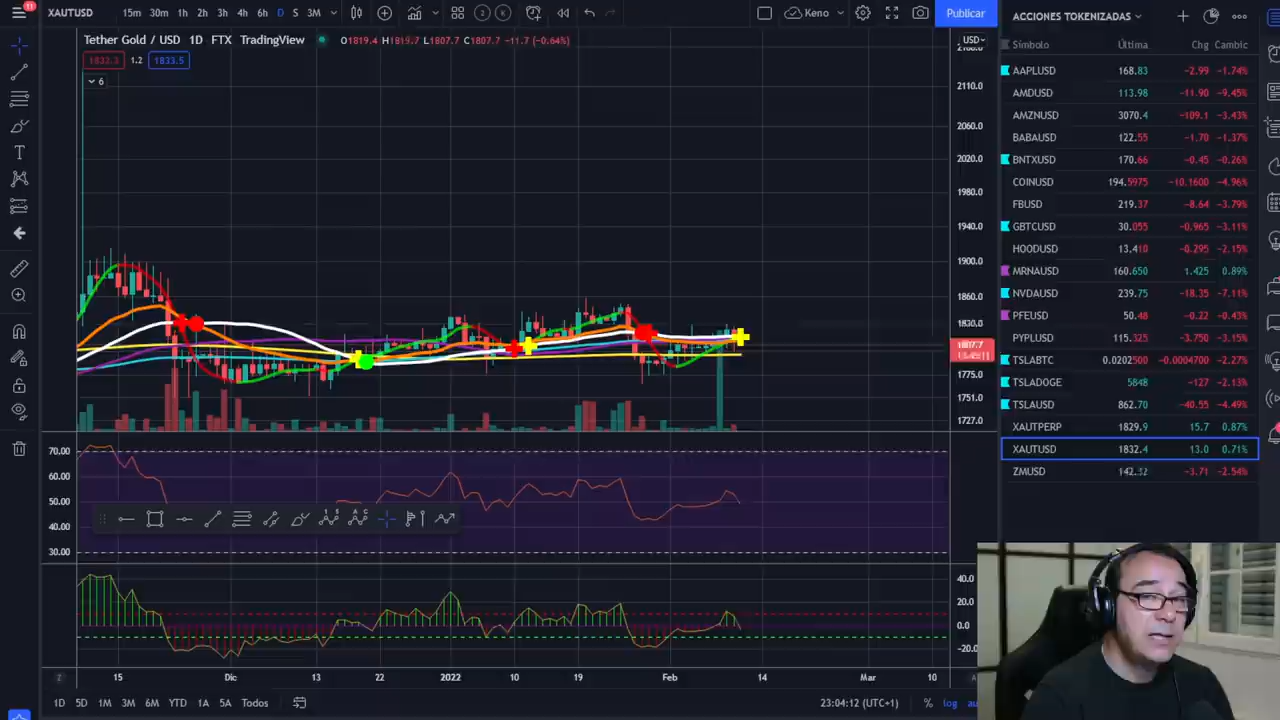 11
XAUTUSD 15m 30m 1h 2h 3h 4h 6h D S 3M 2 K Keno Publicar
Tether Gold / USD 1D FTX TradingView O1819.4 H1819.7 L1807.7 C1807.7 -11.7 (-0.64%)
1832.3 1.2 1833.5
6
USD
2110.0
2060.0
2020.0
1980.0
1940.0
1900.0
1860.0
1830.0
1807.7
1775.0
1751.0
1727.0
70.00
60.00
50.00
40.00
30.00
40.0
20.0
0.0
-20.0
15 Dic 13 22 2022 10 19 Feb 14 Mar 10
1D 5D 1M 3M 6M YTD 1A 5A Todos 23:04:12 (UTC+1) % log
ACCIONES TOKENIZADAS
Símbolo Última Chg Cambic
AAPLUSD 168.83 -2.99 -1.74%
AMDUSD 113.98 -11.90 -9.45%
AMZNUSD 3070.4 -109.1 -3.43%
BABAUSD 122.55 -1.70 -1.37%
BNTXUSD 170.66 -0.45 -0.26%
COINUSD 194.5975 -10.1600 -4.96%
FBUSD 219.37 -8.64 -3.79%
GBTCUSD 30.055 -0.965 -3.11%
HOODUSD 13.410 -0.295 -2.15%
MRNAUSD 160.650 1.425 0.89%
NVDAUSD 239.75 -18.35 -7.11%
PFEUSD 50.48 -0.22 -0.43%
PYPLUSD 115.325 -3.750 -3.15%
TSLABTC 0.0202500 -0.0004700 -2.27%
TSLADOGE 5848 -127 -2.13%
TSLAUSD 862.70 -40.55 -4.49%
XAUTPERP 1829.9 15.7 0.87%
XAUTUSD 1832.4 13.0 0.71%
ZMUSD 142.32 -3.71 -2.54%